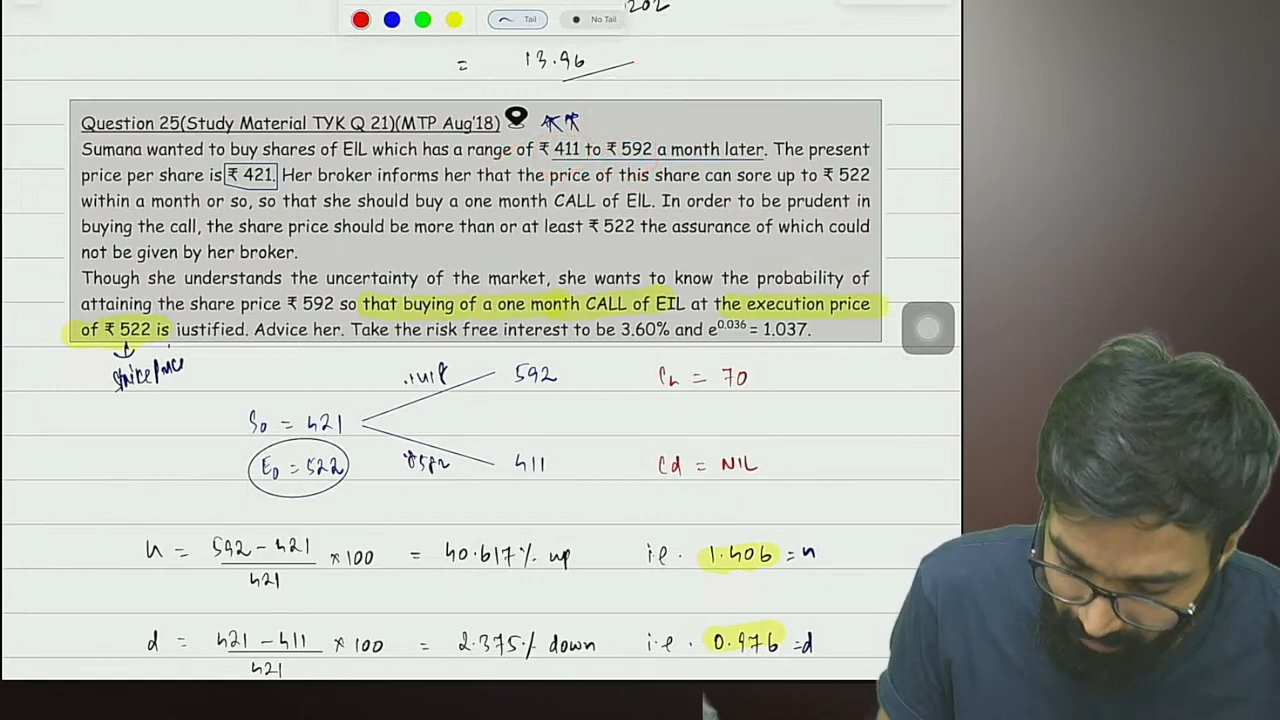 202
Tail
No Tail
= 13.96
Question 25(Study Material TYK Q 21)(MTP Aug'18)
Sumana wanted to buy shares of EIL which has a range of ₹ 411 to ₹ 592 a month later. The present
price per share is ₹ 421. Her broker informs her that the price of this share can sore up to ₹ 522
within a month or so, so that she should buy a one month CALL of EIL. In order to be prudent in
buying the call, the share price should be more than or at least ₹ 522 the assurance of which could
not be given by her broker.
Though she understands the uncertainty of the market, she wants to know the probability of
attaining the share price ₹ 592 so that buying of a one month CALL of EIL at the execution price
of ₹ 522 is justified. Advice her. Take the risk free interest to be 3.60% and e^0.036 = 1.037.
Strike Price
592 Cu = 70
S0 = 421
E0 = 522 411 Cd = NIL
u = 592 - 421 / 421 × 100 = 40.617% up i.e. 1.406 = u
d = 421 - 411 / 421 × 100 = 2.375% down i.e. 0.976 = d